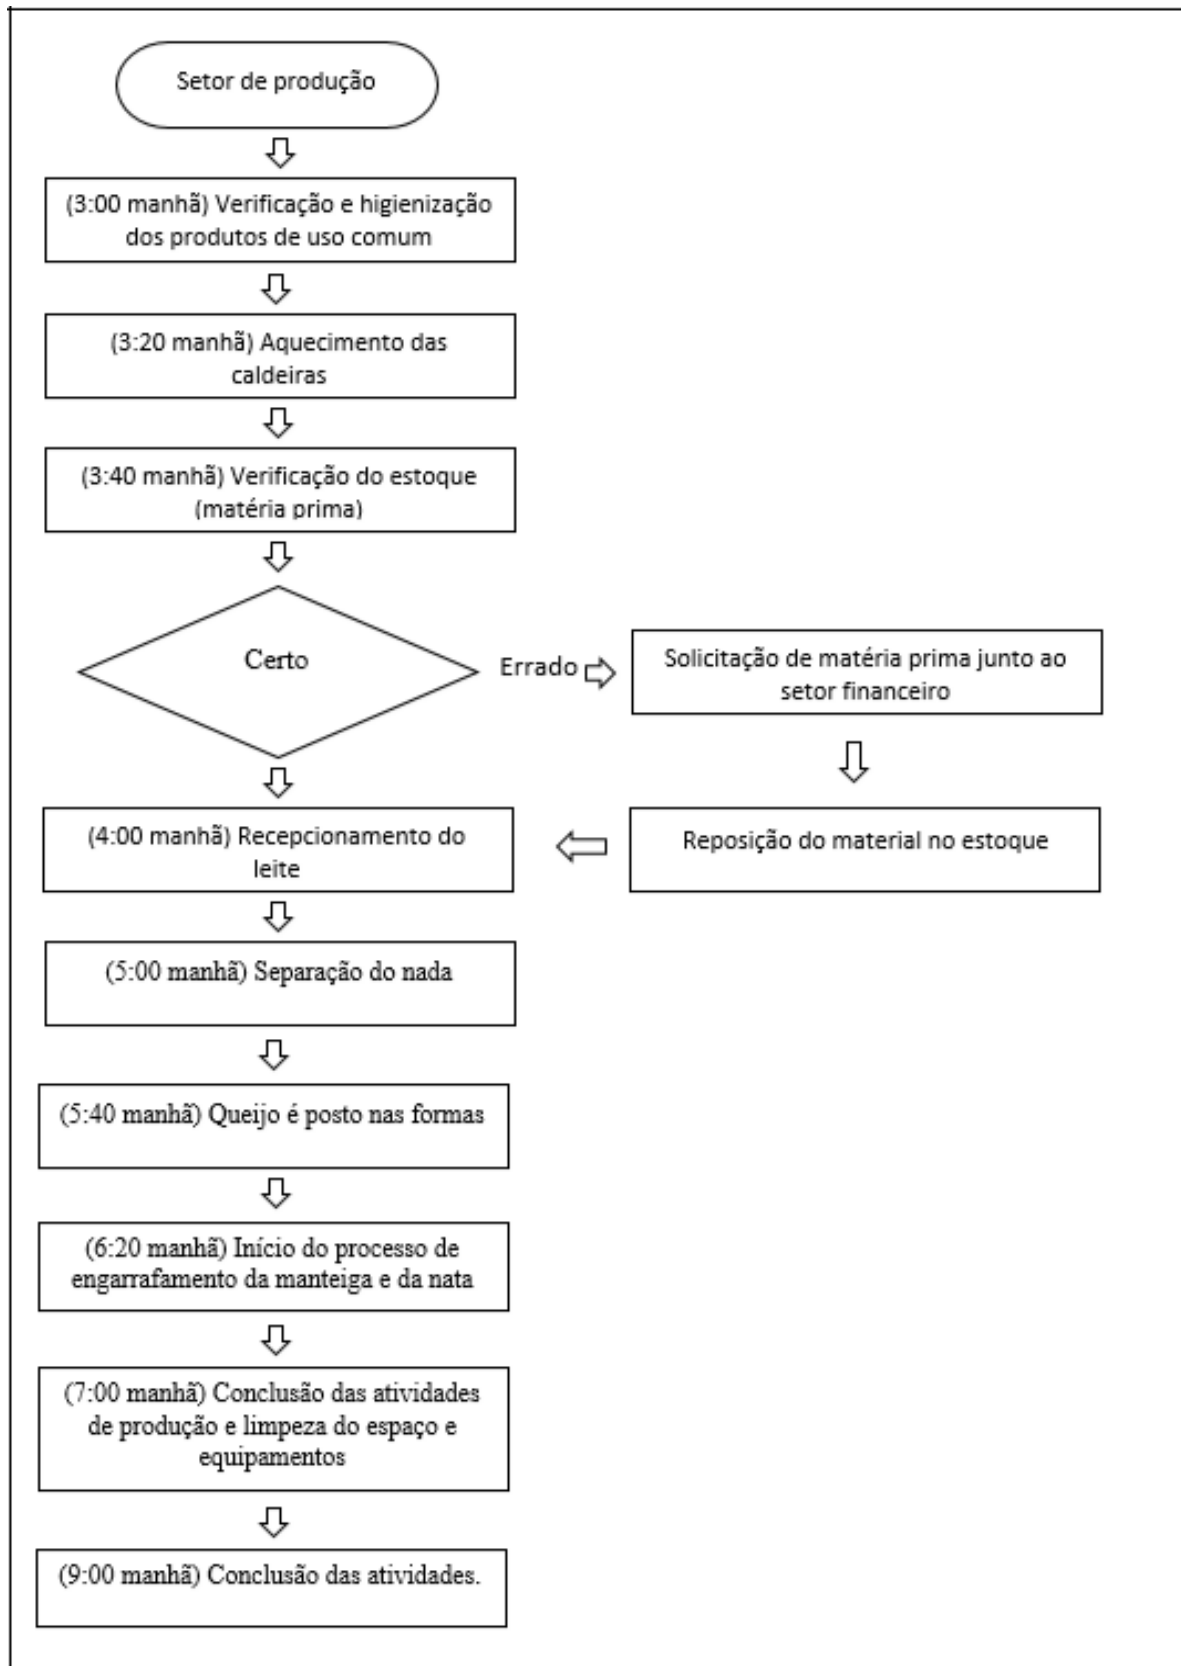 Setor de produção
(3:00 manhã) Verificação e higienização
dos produtos de uso comum
(3:20 manhã) Aquecimento das
caldeiras
(3:40 manhã) Verificação do estoque
(matéria prima)
Certo
Errado
Solicitação de matéria prima junto ao
setor financeiro
Reposição do material no estoque
(4:00 manhã) Recepcionamento do
leite
(5:00 manhã) Separação do nada
(5:40 manhã) Queijo é posto nas formas
(6:20 manhã) Início do processo de
engarrafamento da manteiga e da nata
(7:00 manhã) Conclusão das atividades
de produção e limpeza do espaço e
equipamentos
(9:00 manhã) Conclusão das atividades.